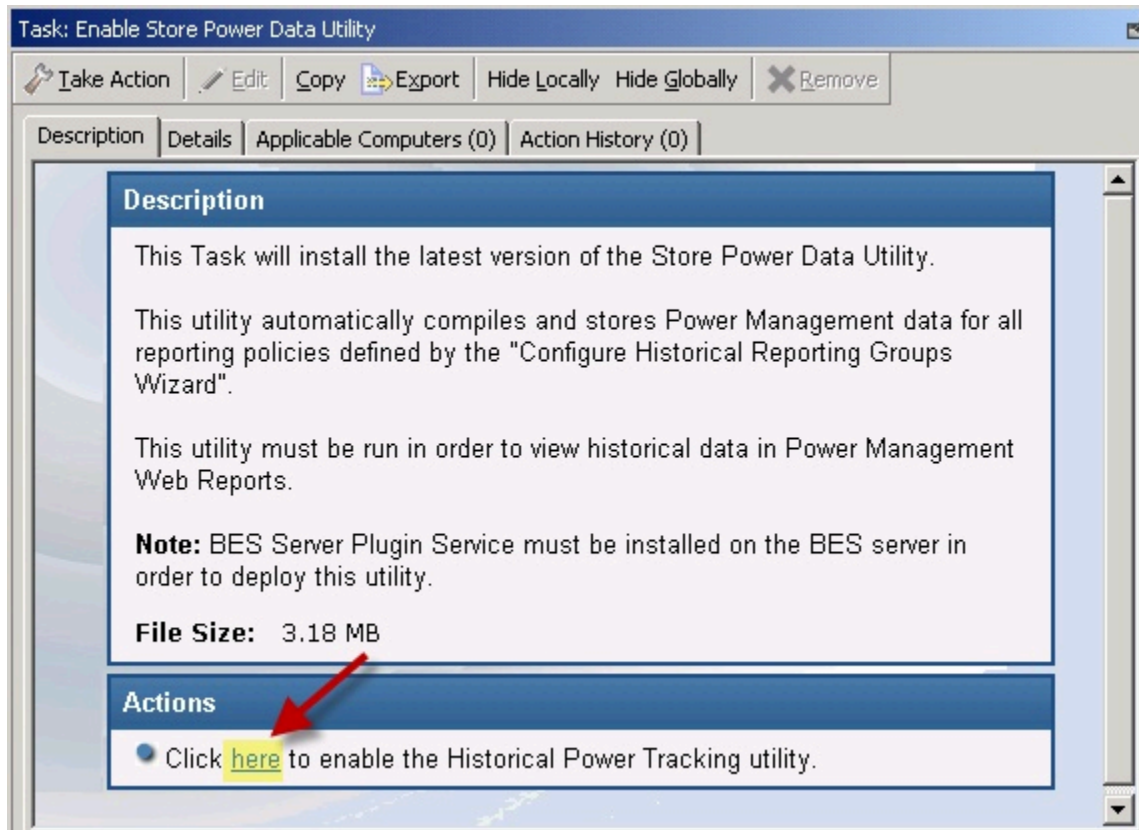 Task: Enable Store Power Data Utility
Take Action Edit Copy Export Hide Locally Hide Globally Remove
Description Details Applicable Computers (0) Action History (0)
Description
This Task will install the latest version of the Store Power Data Utility.
This utility automatically compiles and stores Power Management data for all
reporting policies defined by the "Configure Historical Reporting Groups
Wizard".
This utility must be run in order to view historical data in Power Management
Web Reports.
Note: BES Server Plugin Service must be installed on the BES server in
order to deploy this utility.
File Size: 3.18 MB
Actions
Click here to enable the Historical Power Tracking utility.